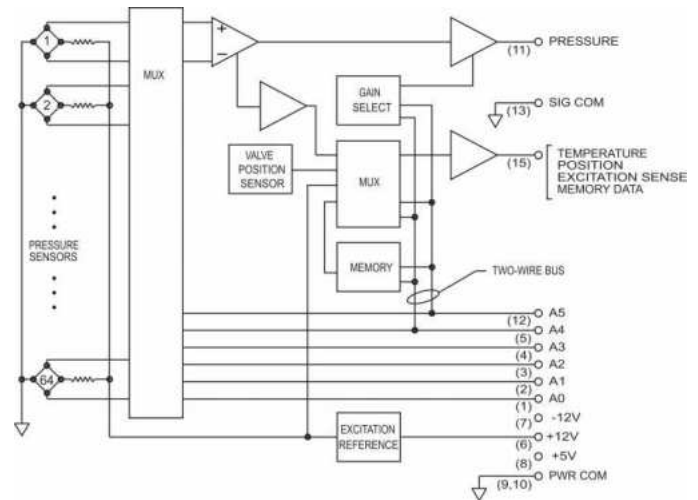 1
MUX
+
−
(11) PRESSURE
2
GAIN
SELECT
(13) SIG COM
VALVE
POSITION
SENSOR
MUX
(15)
TEMPERATURE
POSITION
EXCITATION SENSE
MEMORY DATA
PRESSURE
SENSORS
MEMORY
TWO-WIRE BUS
(12) A5
(5) A4
(4) A3
(3) A2
(2) A1
(1) A0
64
EXCITATION
REFERENCE
(7) -12V
(6) +12V
(8) +5V
(9,10) PWR COM